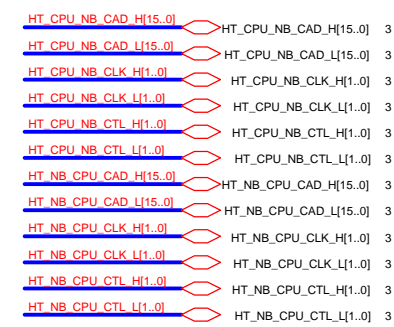 HT_CPU_NB_CAD_H[15..0] HT_CPU_NB_CAD_H[15..0] 3
HT_CPU_NB_CAD_L[15..0] HT_CPU_NB_CAD_L[15..0] 3
HT_CPU_NB_CLK_H[1..0] HT_CPU_NB_CLK_H[1..0] 3
HT_CPU_NB_CLK_L[1..0] HT_CPU_NB_CLK_L[1..0] 3
HT_CPU_NB_CTL_H[1..0] HT_CPU_NB_CTL_H[1..0] 3
HT_CPU_NB_CTL_L[1..0] HT_CPU_NB_CTL_L[1..0] 3
HT_NB_CPU_CAD_H[15..0] HT_NB_CPU_CAD_H[15..0] 3
HT_NB_CPU_CAD_L[15..0] HT_NB_CPU_CAD_L[15..0] 3
HT_NB_CPU_CLK_H[1..0] HT_NB_CPU_CLK_H[1..0] 3
HT_NB_CPU_CLK_L[1..0] HT_NB_CPU_CLK_L[1..0] 3
HT_NB_CPU_CTL_H[1..0] HT_NB_CPU_CTL_H[1..0] 3
HT_NB_CPU_CTL_L[1..0] HT_NB_CPU_CTL_L[1..0] 3